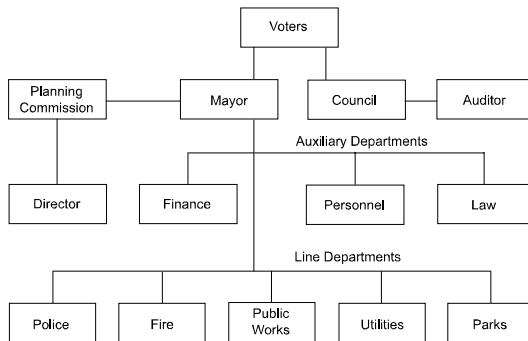 Voters
Planning
Commission
Mayor
Council
Auditor
Auxiliary Departments
Director
Finance
Personnel
Law
Line Departments
Police
Fire
Public
Works
Utilities
Parks